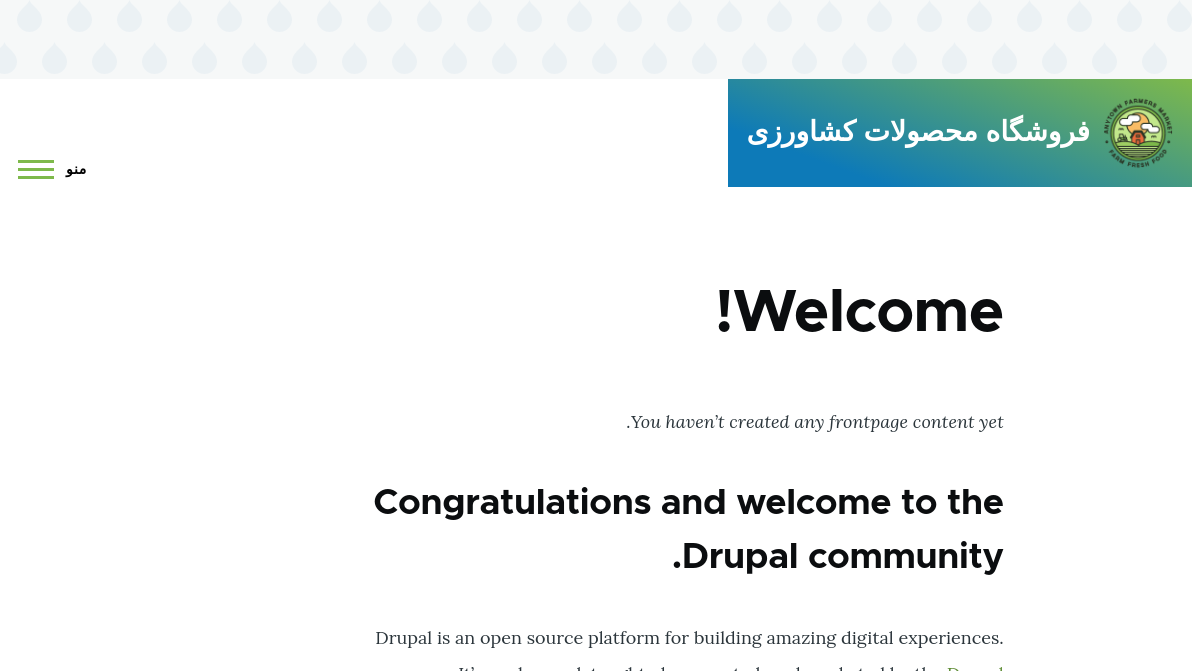 ANYTOWN FARMERS MARKET
FARM FRESH FOOD
فروشگاه محصولات کشاورزی
منو
Welcome!
You haven’t created any frontpage content yet.
Congratulations and welcome to the
Drupal community.
Drupal is an open source platform for building amazing digital experiences.
Drupal